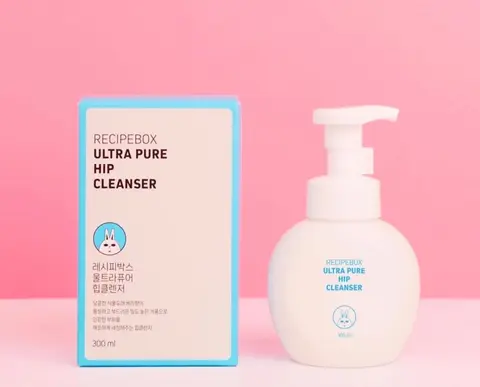 RECIPEBOX
ULTRA PURE
HIP
CLEANSER
레시피박스
울트라퓨어
힙클렌저
300 ml
RECIPEBOX
ULTRA PURE
HIP
CLEANSER